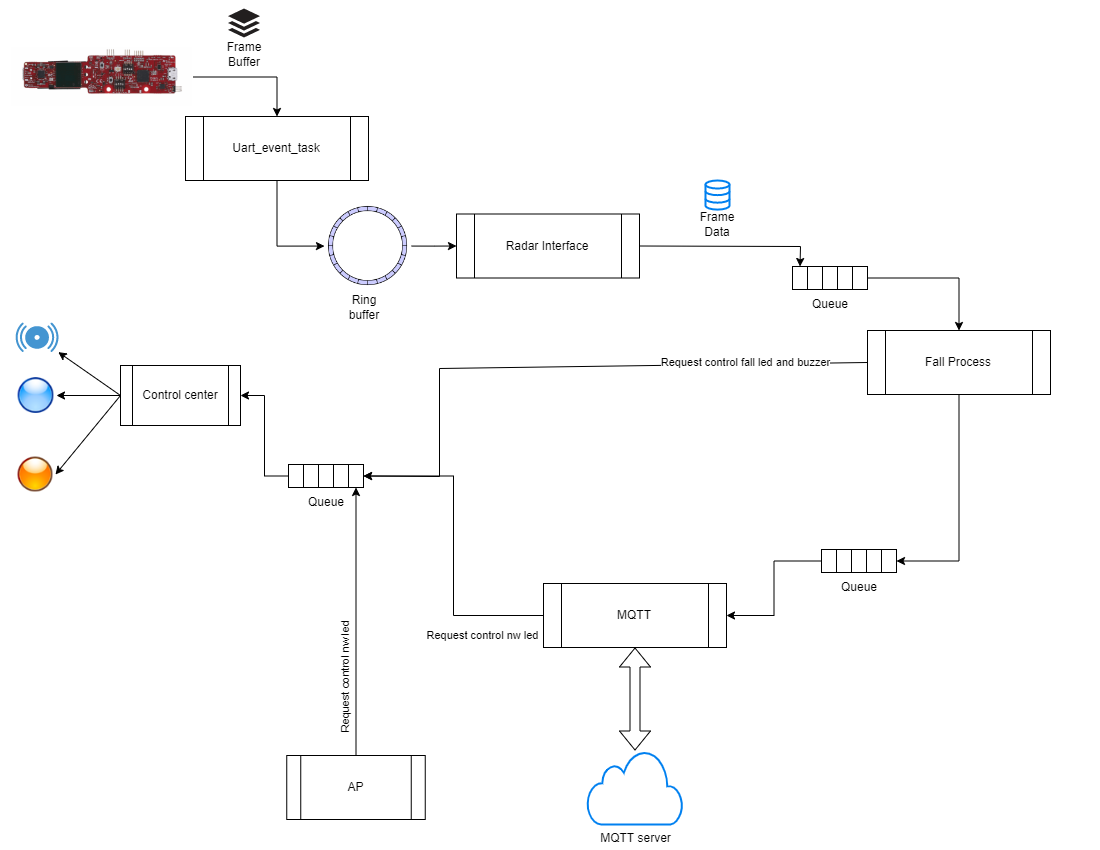 Frame
Buffer
Uart_event_task
Radar Interface
Frame
Data
Ring
buffer
Queue
Request control fall led and buzzer
Fall Process
Control center
Queue
Queue
MQTT
Request control nw led
Request control nw led
AP
MQTT server